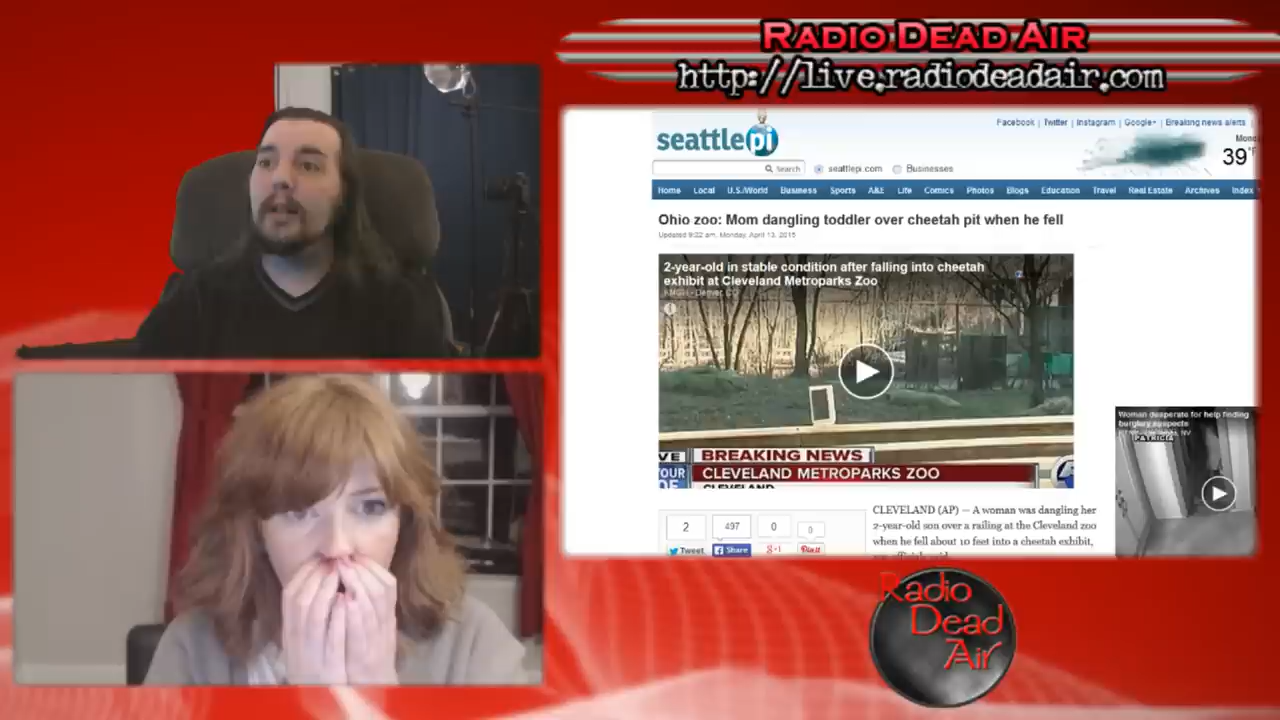 RADIO DEAD AIR
http://live.radiodeadair.com
seattlepi
Facebook | Twitter | Instagram | Google+ | Breaking news alerts
Search
seattlepi.com
Businesses
39°F
Home Local U.S./World Business Sports A&E Life Comics Photos Blogs Education Travel Real Estate Archives Index
Ohio zoo: Mom dangling toddler over cheetah pit when he fell
Updated 9:22 am, Monday, April 13, 2015
2-year-old in stable condition after falling into cheetah
exhibit at Cleveland Metroparks Zoo
BREAKING NEWS
CLEVELAND METROPARKS ZOO
CLEVELAND
Woman desperate for help finding
burglary suspects
PATRICIA
2 497 0 0
Tweet Share +1 Pin it
CLEVELAND (AP) — A woman was dangling her
2-year-old son over a railing at the Cleveland zoo
when he fell about 10 feet into a cheetah exhibit,
Radio
Dead
Air